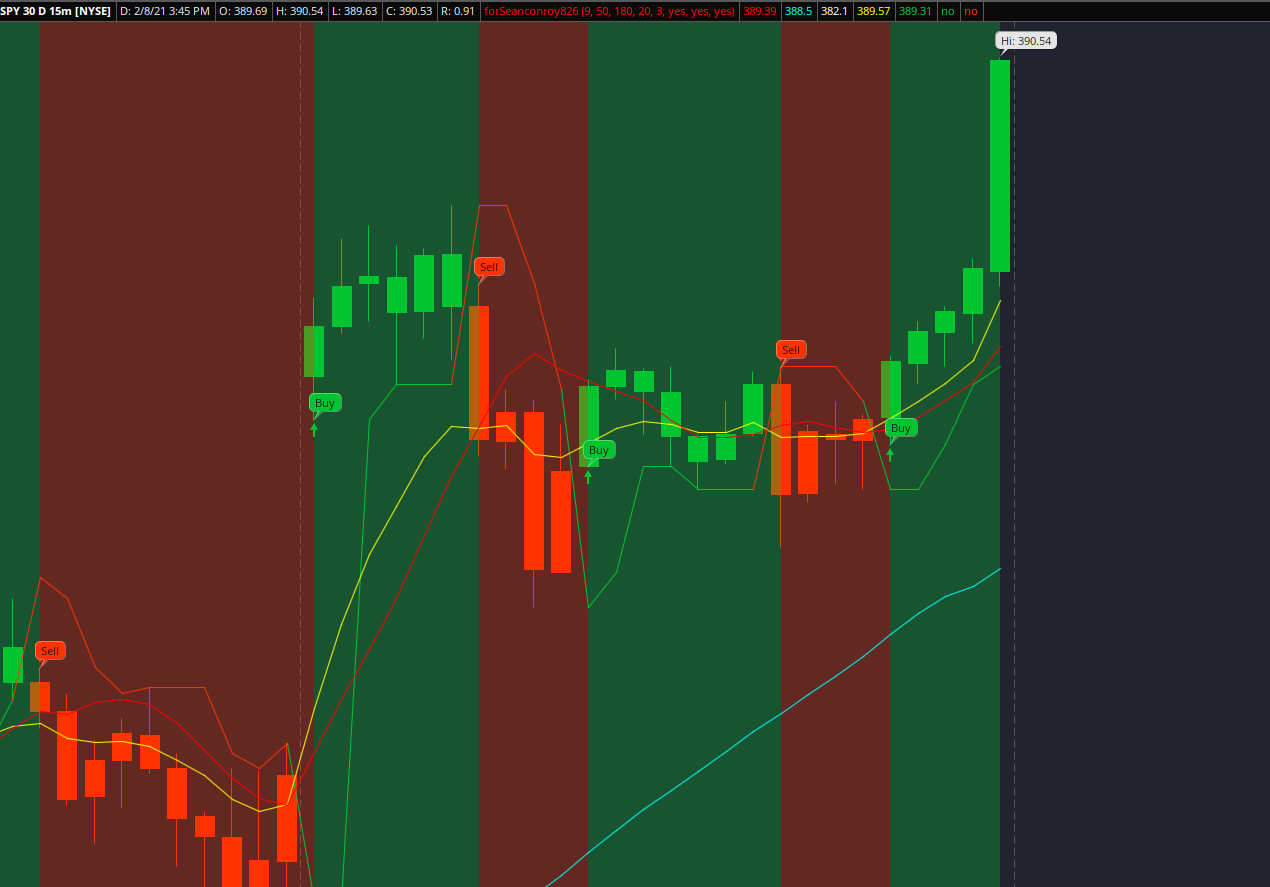 SPY 30 D 15m [NYSE] D: 2/8/21 3:45 PM O: 389.69 H: 390.54 L: 389.63 C: 390.53 R: 0.91 forSeanconroy826 (9, 50, 180, 20, 3, yes, yes, yes) 389.39 388.5 382.1 389.57 389.31 no no
Hi: 390.54
Sell
Sell
Buy
Buy
Sell
Buy
Sell